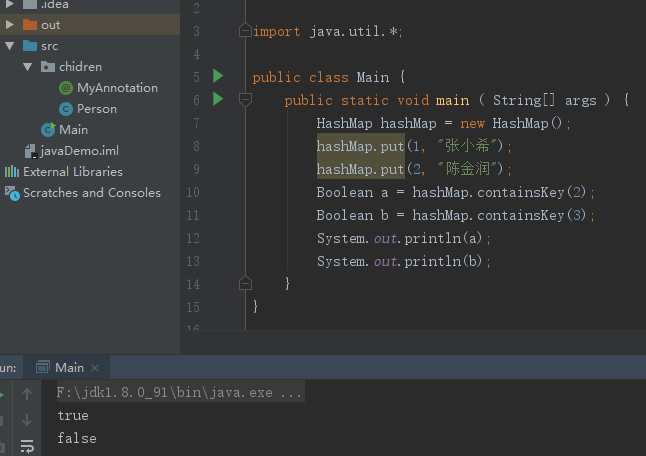 .idea
out
src
chidren
MyAnnotation
Person
Main
javaDemo.iml
External Libraries
Scratches and Consoles
2
3 import java.util.*;
4
5 public class Main {
6 public static void main ( String[] args ) {
7 HashMap hashMap = new HashMap();
8 hashMap.put(1, "张小希");
9 hashMap.put(2, "陈金润");
10 Boolean a = hashMap.containsKey(2);
11 Boolean b = hashMap.containsKey(3);
12 System.out.println(a);
13 System.out.println(b);
14 }
15 }
un: Main ×
F:\jdk1.8.0_91\bin\java.exe ...
true
false